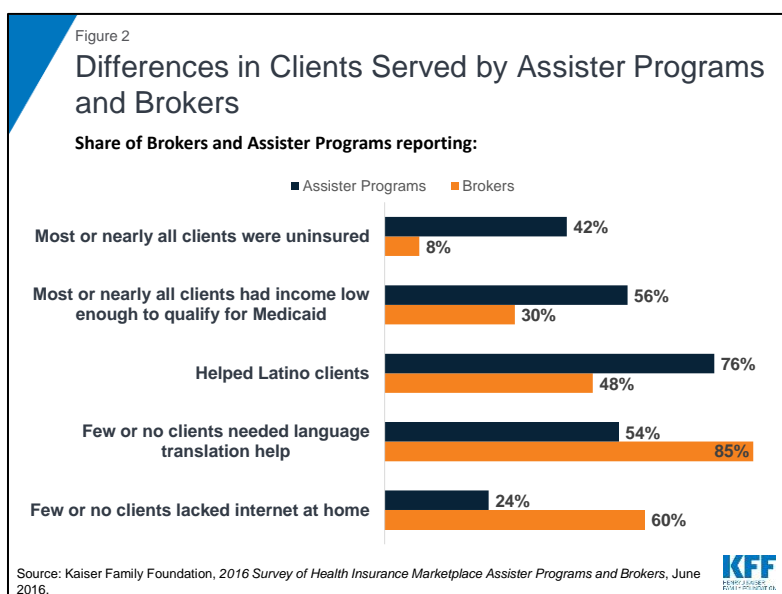 Figure 2
Differences in Clients Served by Assister Programs
and Brokers
Share of Brokers and Assister Programs reporting:
Assister Programs Brokers
Most or nearly all clients were uninsured
42%
8%
Most or nearly all clients had income low
enough to qualify for Medicaid
56%
30%
Helped Latino clients
76%
48%
Few or no clients needed language
translation help
54%
85%
Few or no clients lacked internet at home
24%
60%
Source: Kaiser Family Foundation, 2016 Survey of Health Insurance Marketplace Assister Programs and Brokers, June
2016.
KFF
HENRY J KAISER
FAMILY FOUNDATION